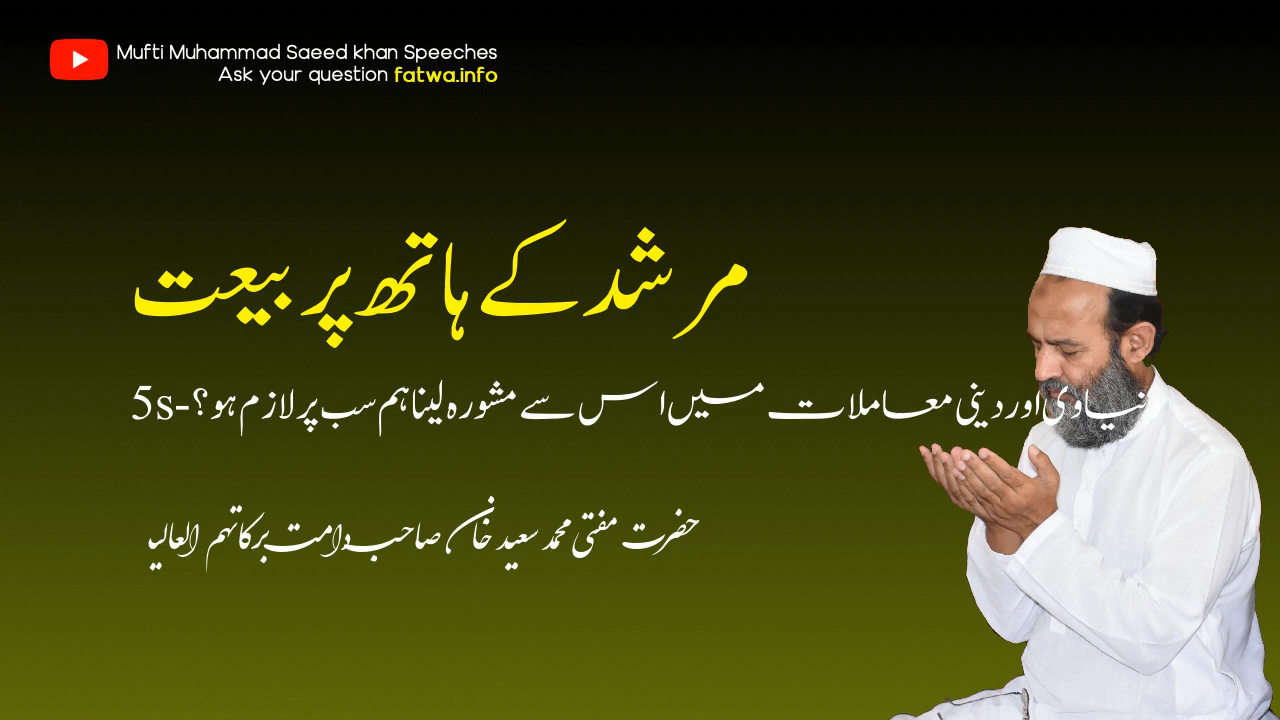 Mufti Muhammad Saeed khan Speeches
Ask your question fatwa.info
مرشد کے ہاتھ پر بیعت
نیاوی اور دینی معاملات میں اس سے مشورہ لینا ہم سب پر لازم ہو؟-5s
حضرت مفتی محمد سعید خان صاحب دامت برکاتہم العالیہ